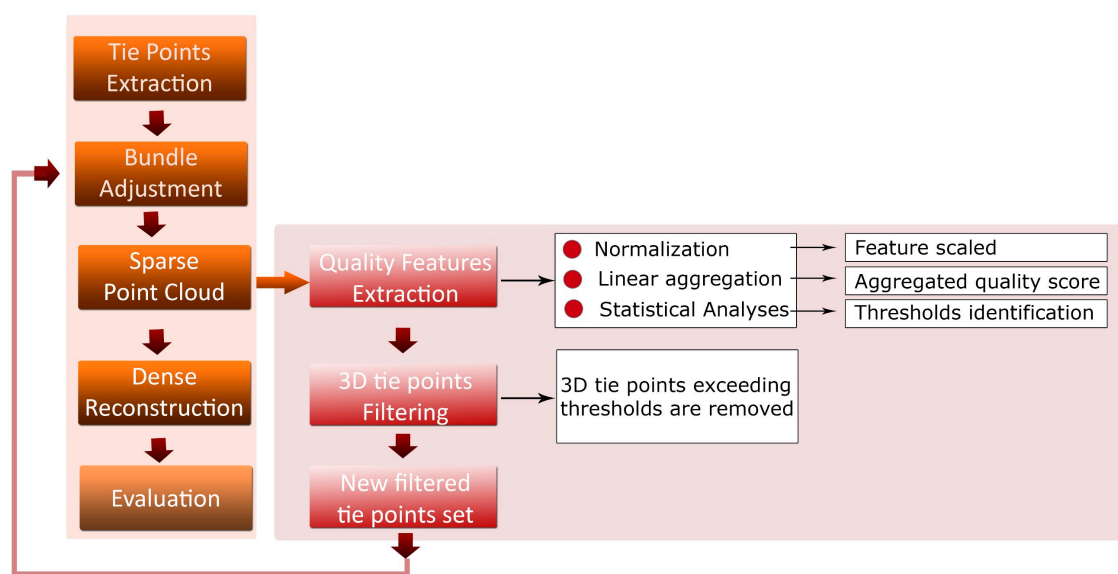 Tie Points
Extraction
Bundle
Adjustment
Sparse
Point Cloud
Dense
Reconstruction
Evaluation
Quality Features
Extraction
Normalization
Linear aggregation
Statistical Analyses
Feature scaled
Aggregated quality score
Thresholds identification
3D tie points
Filtering
3D tie points exceeding
thresholds are removed
New filtered
tie points set